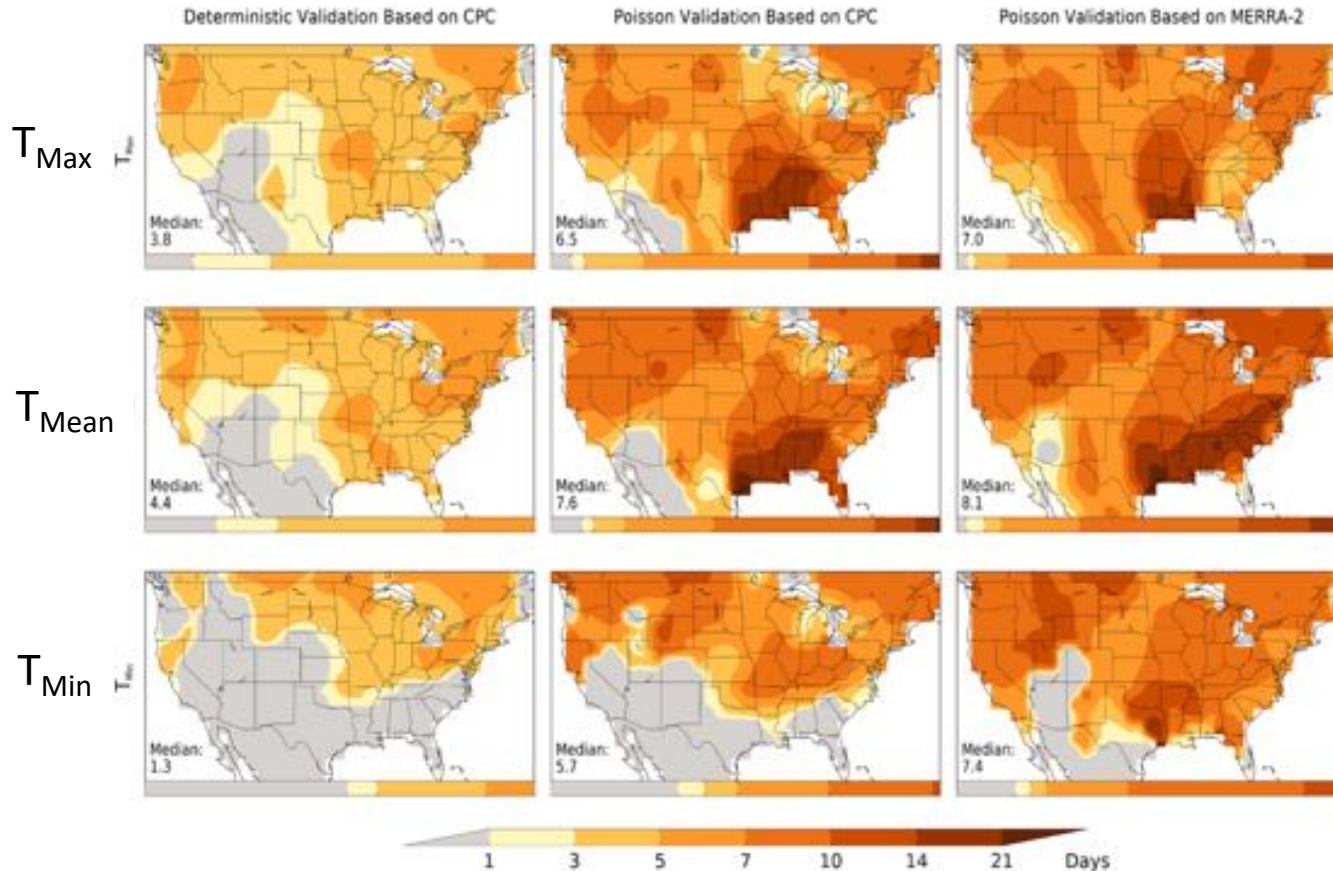 Deterministic Validation Based on CPC
Poisson Validation Based on CPC
Poisson Validation Based on MERRA-2
TMax
TMax
Median:
3.8
Median:
6.5
Median:
7.0
TMean
Median:
4.4
Median:
7.6
Median:
8.1
TMin
TMin
Median:
1.3
Median:
5.7
Median:
7.4
1 3 5 7 10 14 21 Days